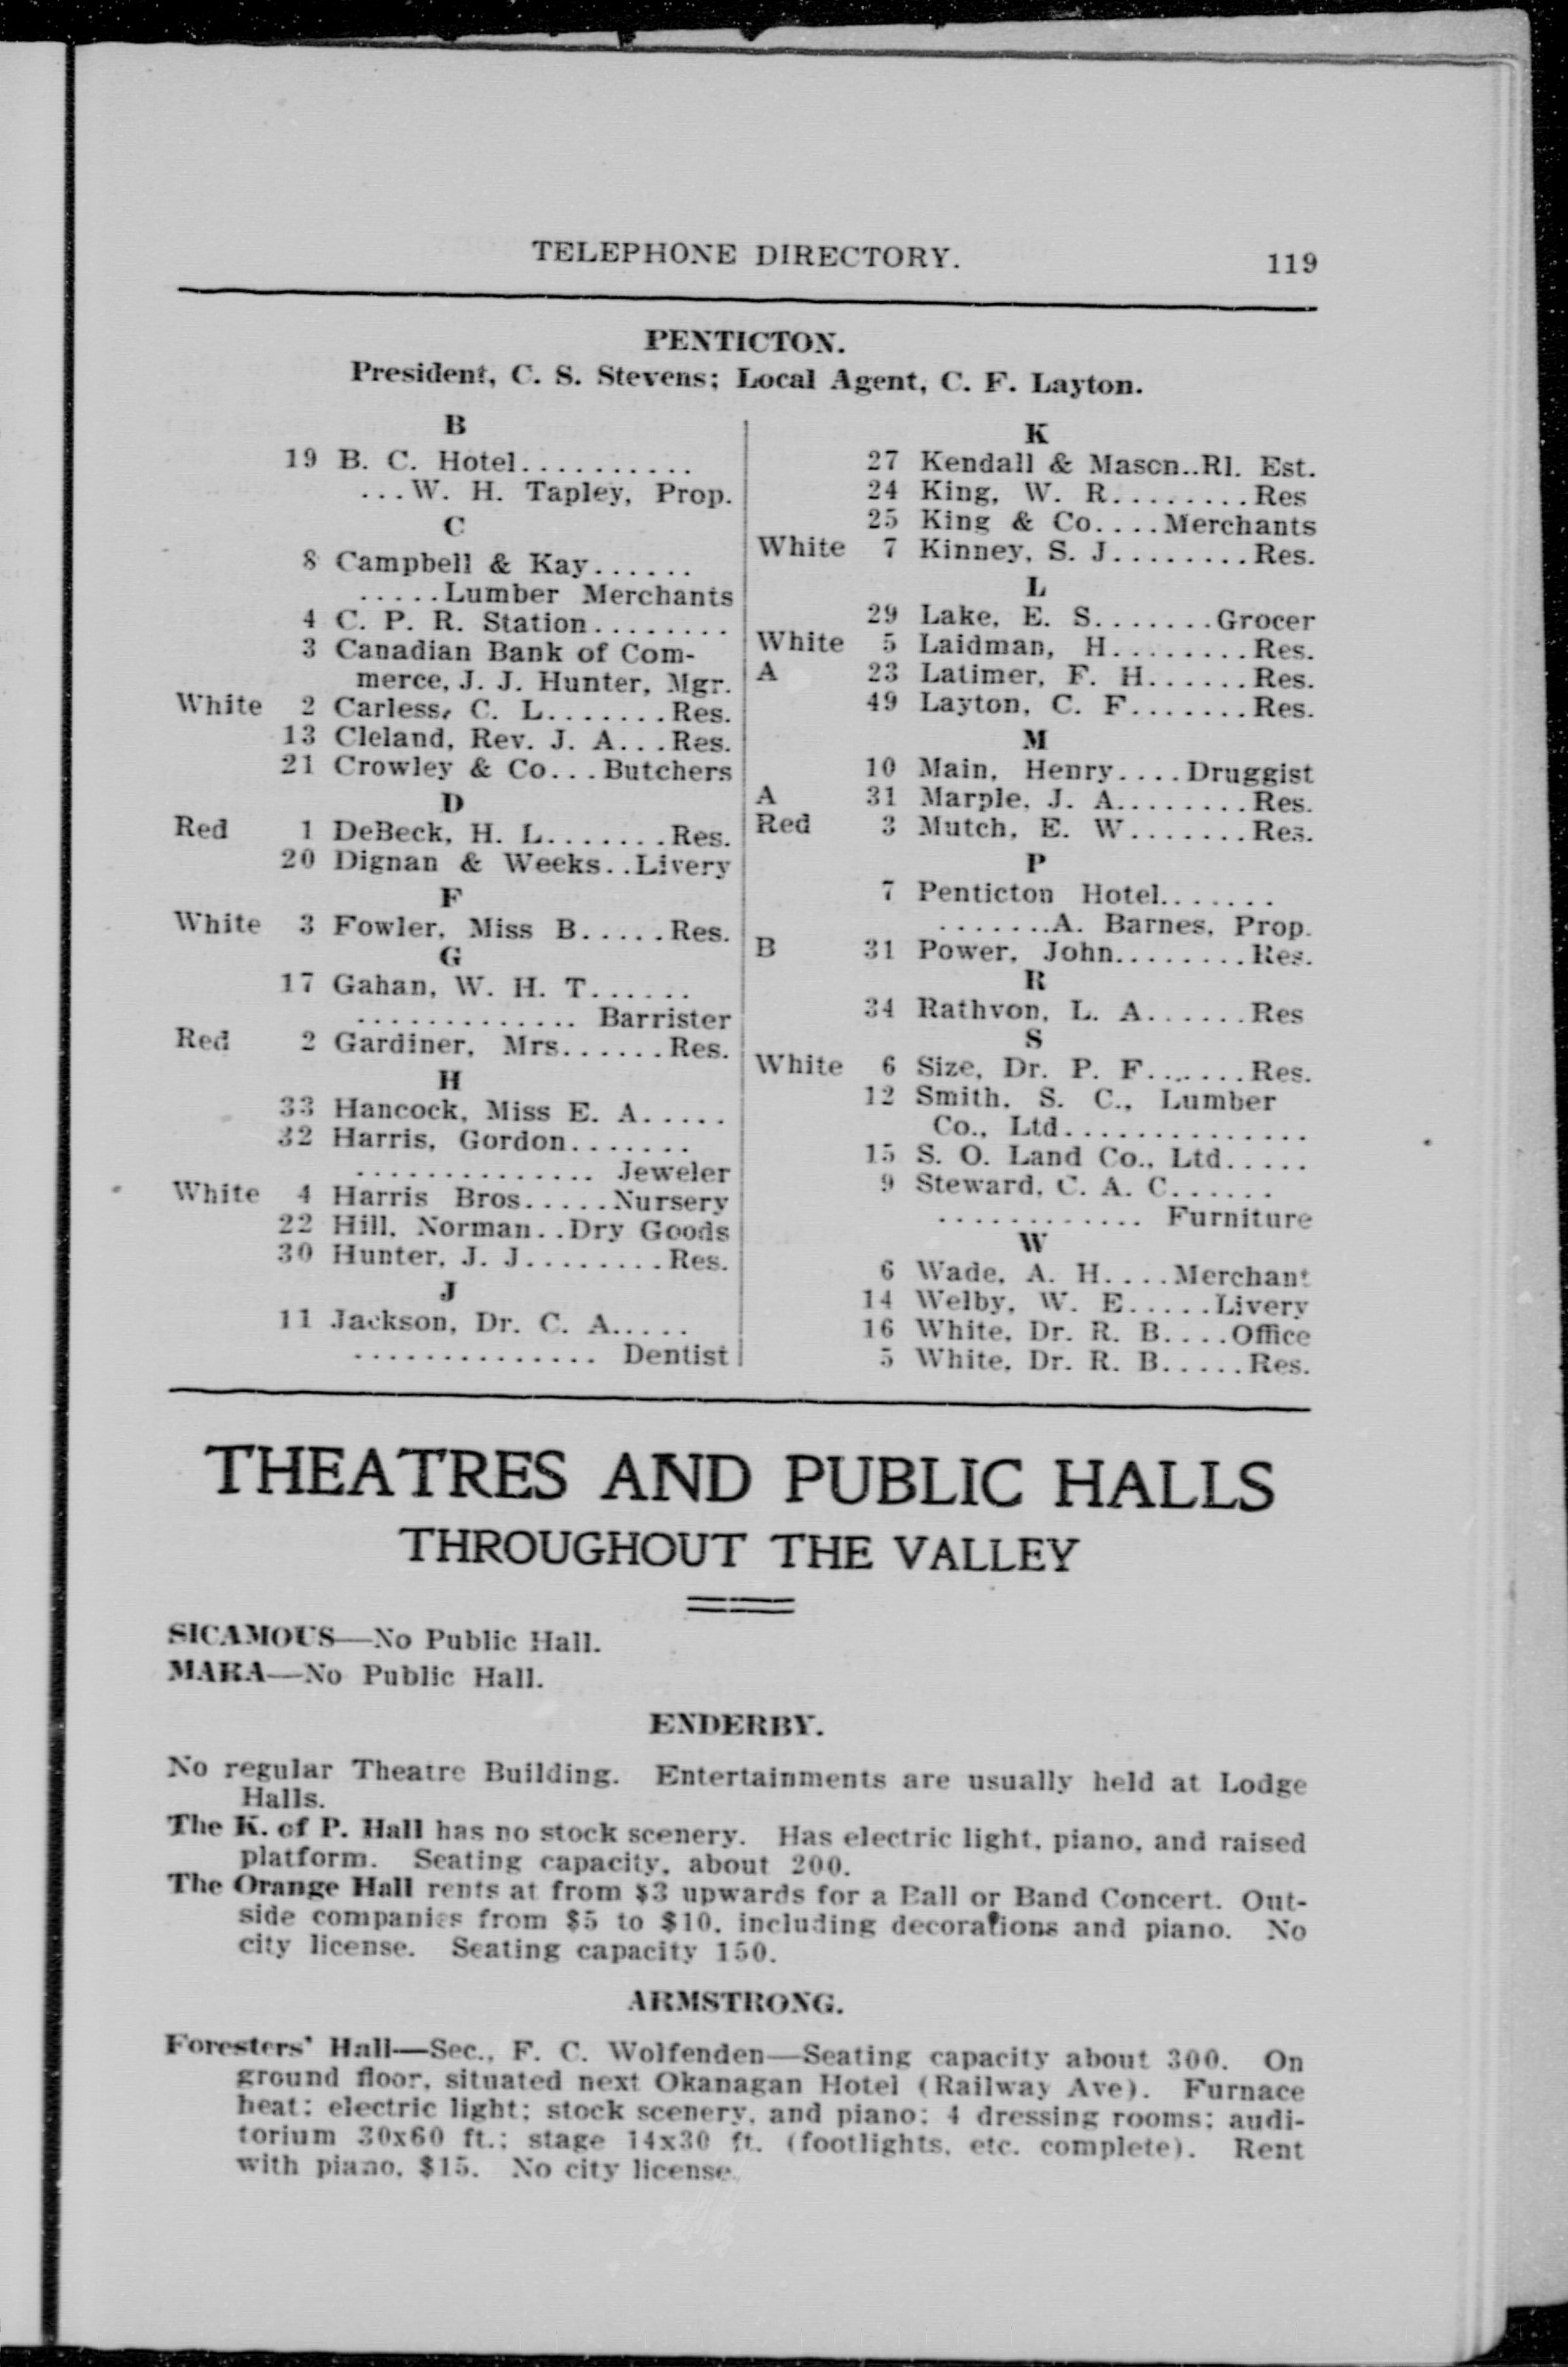 TELEPHONE DIRECTORY. 119
PENTICTON.
President, C. S. Stevens; Local Agent, C. F. Layton.
B
19 B. C. Hotel..........
...W. H. Tapley, Prop.
C
8 Campbell & Kay......
.....Lumber Merchants
4 C. P. R. Station........
3 Canadian Bank of Com-
merce, J. J. Hunter, Mgr.
White 2 Carless, C. L.......Res.
13 Cleland, Rev. J. A...Res.
21 Crowley & Co...Butchers
D
Red 1 DeBeck, H. L.......Res.
20 Dignan & Weeks..Livery
F
White 3 Fowler, Miss B.....Res.
G
17 Gahan, W. H. T......
............. Barrister
Red 2 Gardiner, Mrs......Res.
H
33 Hancock, Miss E. A.....
32 Harris, Gordon.......
.............. Jeweler
White 4 Harris Bros.....Nursery
22 Hill, Norman..Dry Goods
30 Hunter, J. J........Res.
J
11 Jackson, Dr. C. A.....
.............. Dentist
K
27 Kendall & Mason..Rl. Est.
24 King, W. R........Res
25 King & Co....Merchants
White 7 Kinney, S. J........Res.
L
29 Lake, E. S.......Grocer
White 5 Laidman, H........Res.
A 23 Latimer, F. H......Res.
49 Layton, C. F.......Res.
M
10 Main, Henry....Druggist
A 31 Marple, J. A........Res.
Red 3 Mutch, E. W.......Res.
P
7 Penticton Hotel.......
.......A. Barnes, Prop.
B 31 Power, John........Res.
R
34 Rathvon, L. A......Res
S
White 6 Size, Dr. P. F.......Res.
12 Smith, S. C., Lumber
Co., Ltd..............
15 S. O. Land Co., Ltd.....
9 Steward, C. A. C......
............ Furniture
W
6 Wade, A. H....Merchant
14 Welby, W. E.....Livery
16 White, Dr. R. B....Office
5 White, Dr. R. B.....Res.
THEATRES AND PUBLIC HALLS
THROUGHOUT THE VALLEY
SICAMOUS—No Public Hall.
MARA—No Public Hall.
ENDERBY.
No regular Theatre Building. Entertainments are usually held at Lodge
Halls.
The K. of P. Hall has no stock scenery. Has electric light, piano, and raised
platform. Seating capacity, about 200.
The Orange Hall rents at from $3 upwards for a Ball or Band Concert. Out-
side companies from $5 to $10, including decorations and piano. No
city license. Seating capacity 150.
ARMSTRONG.
Foresters' Hall—Sec., F. C. Wolfenden—Seating capacity about 300. On
ground floor, situated next Okanagan Hotel (Railway Ave). Furnace
heat; electric light; stock scenery, and piano; 4 dressing rooms; audi-
torium 30x60 ft.; stage 14x30 ft. (footlights, etc. complete). Rent
with piano, $15. No city license.